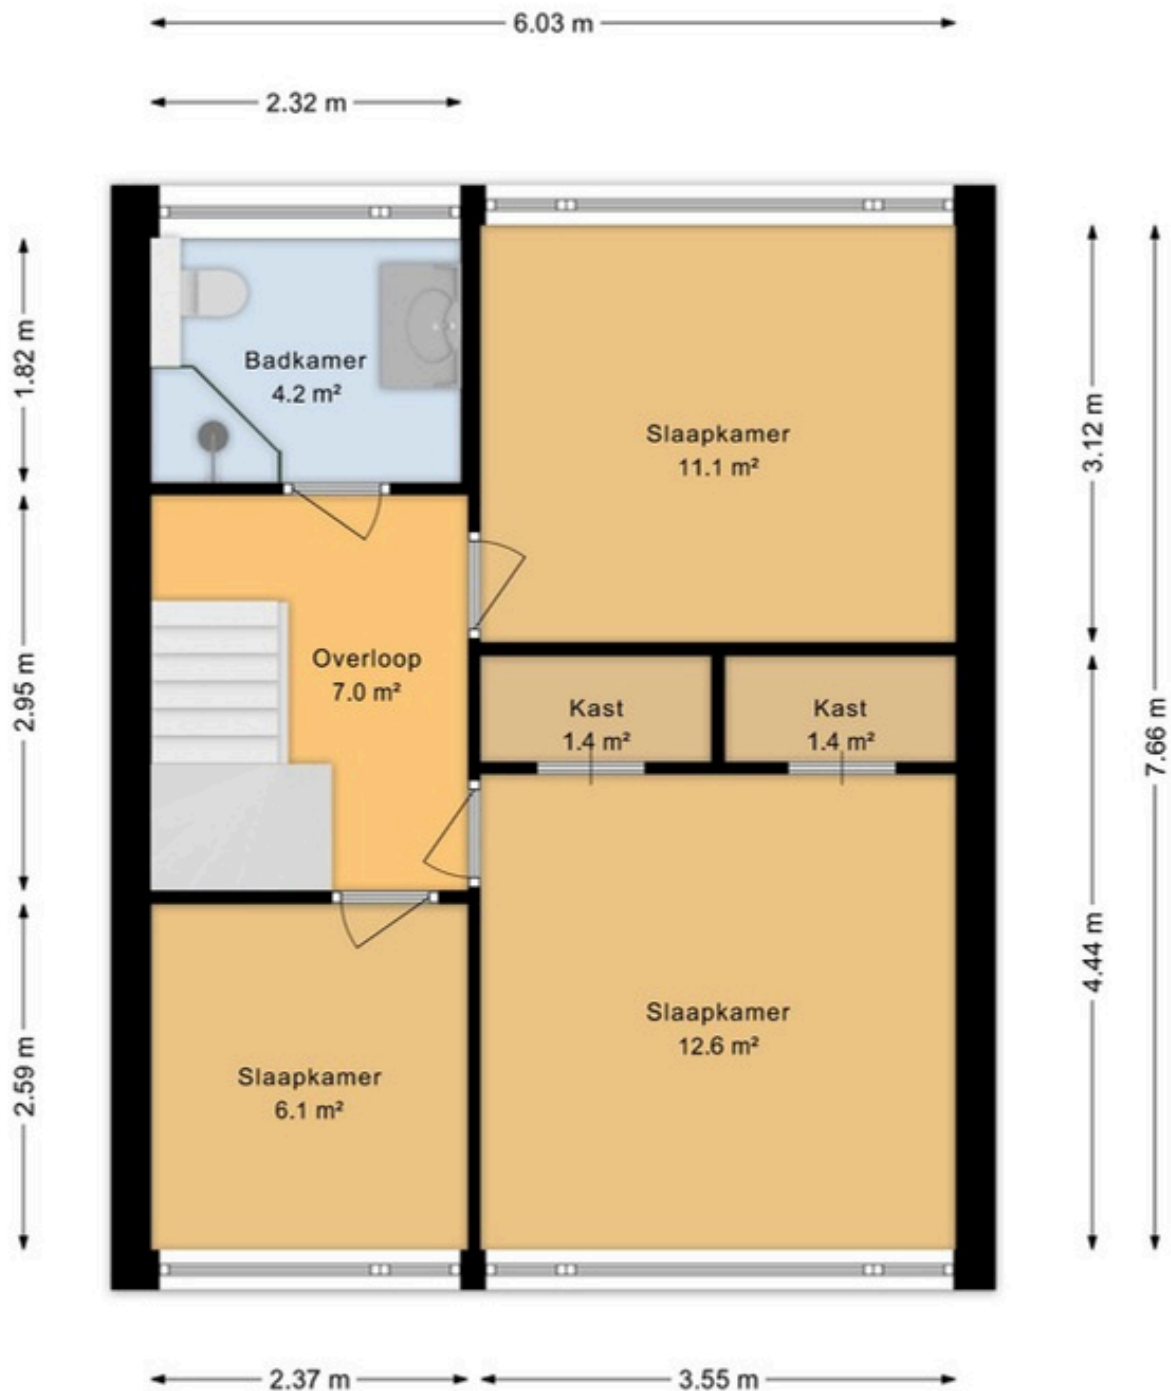 6.03 m
2.32 m
Badkamer
4.2 m²
1.82 m
Slaapkamer
11.1 m²
3.12 m
Overloop
7.0 m²
2.95 m
Kast
1.4 m²
Kast
1.4 m²
7.66 m
4.44 m
Slaapkamer
12.6 m²
Slaapkamer
6.1 m²
2.59 m
2.37 m
3.55 m